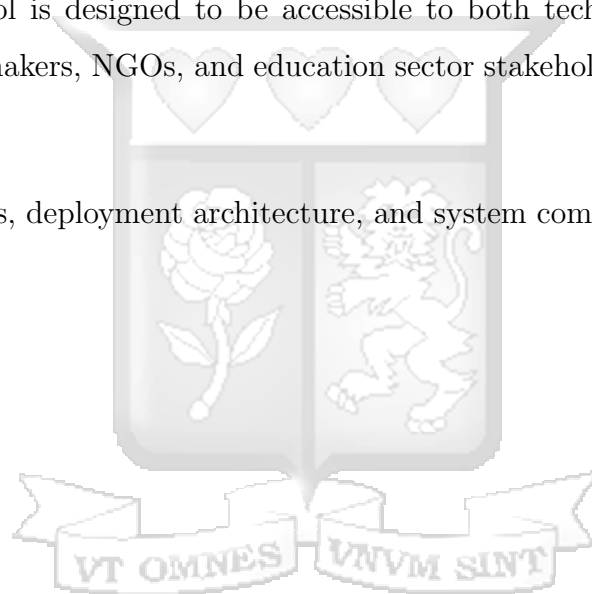 ol is designed to be accessible to both tech
makers, NGOs, and education sector stakehol
s, deployment architecture, and system com
VT OMNES VNVM SINT